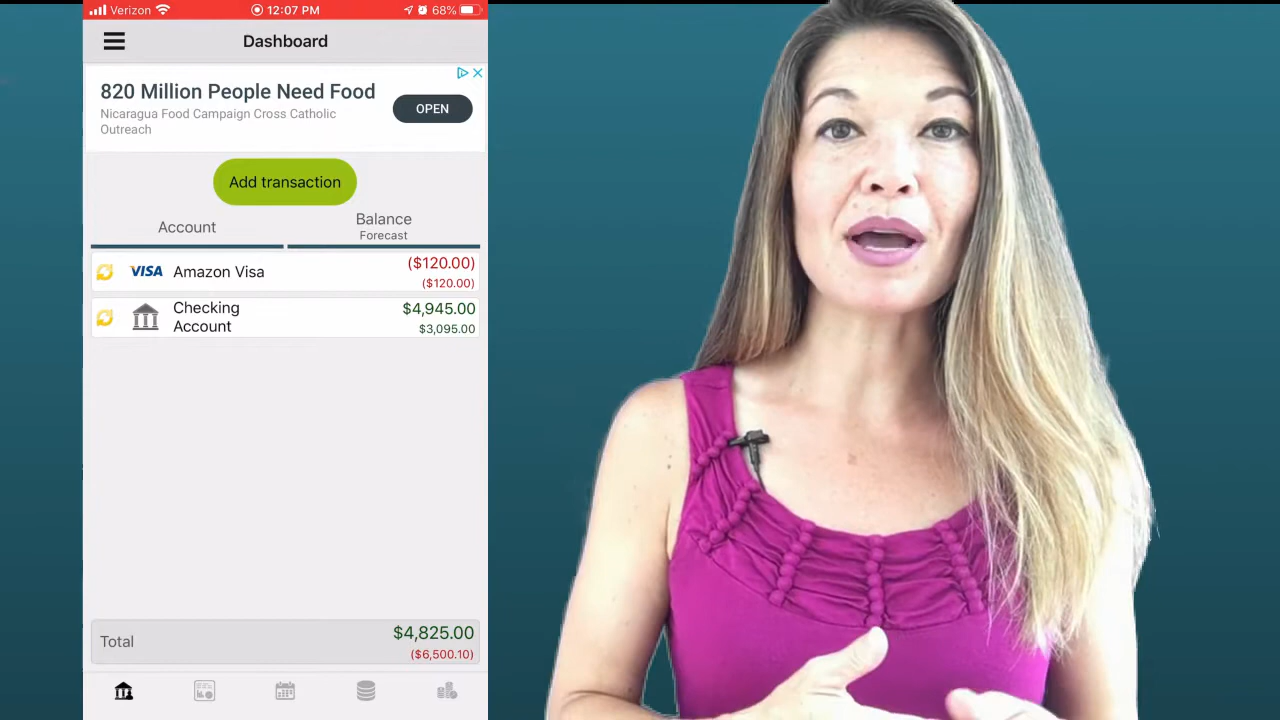 Verizon 12:07 PM 68%
Dashboard
820 Million People Need Food
Nicaragua Food Campaign Cross Catholic
Outreach
OPEN
Add transaction
Account
Balance
Forecast
VISA Amazon Visa ($120.00)
($120.00)
Checking
Account
$4,945.00
$3,095.00
Total
$4,825.00
($6,500.10)